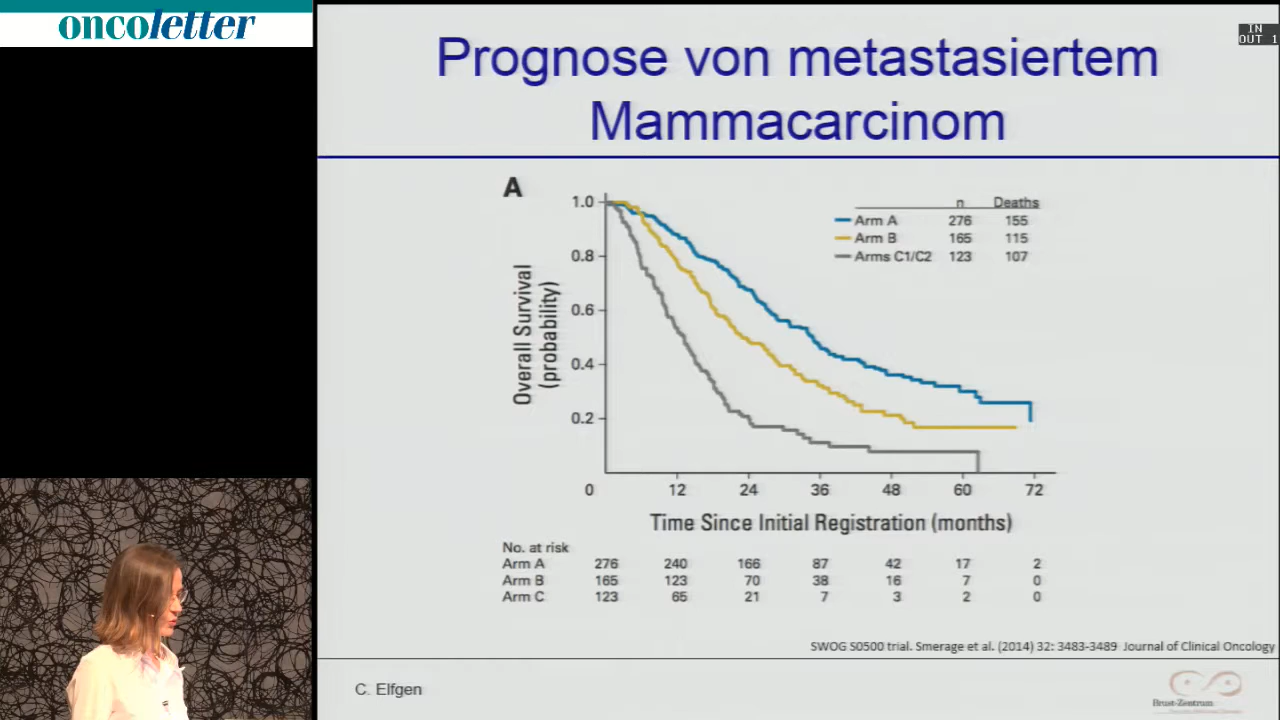 oncoletter
IN
OUT 1
Prognose von metastasiertem
Mammacarcinom
A
n Deaths
Arm A 276 155
Arm B 165 115
Arms C1/C2 123 107
Overall Survival
(probability)
1.0
0.8
0.6
0.4
0.2
0 12 24 36 48 60 72
Time Since Initial Registration (months)
No. at risk
Arm A 276 240 166 87 42 17 2
Arm B 165 123 70 38 16 7 0
Arm C 123 65 21 7 3 2 0
SWOG S0500 trial. Smerage et al. (2014) 32: 3483-3489 Journal of Clinical Oncology
C. Elfgen
Brust-Zentrum